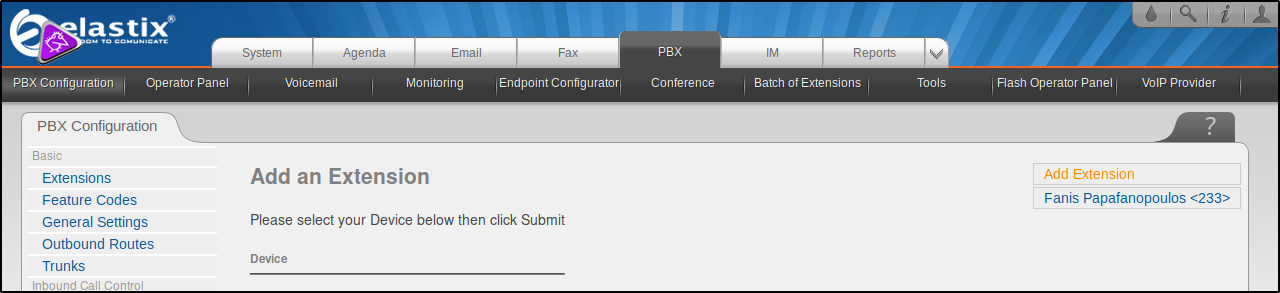 elastix®
DOM TO COMUNICATE
System Agenda Email Fax PBX IM Reports
PBX Configuration Operator Panel Voicemail Monitoring Endpoint Configurator Conference Batch of Extensions Tools Flash Operator Panel VoIP Provider
PBX Configuration
?
Basic
Extensions
Feature Codes
General Settings
Outbound Routes
Trunks
Inbound Call Control
Add an Extension
Please select your Device below then click Submit
Device
Add Extension
Fanis Papafanopoulos <233>